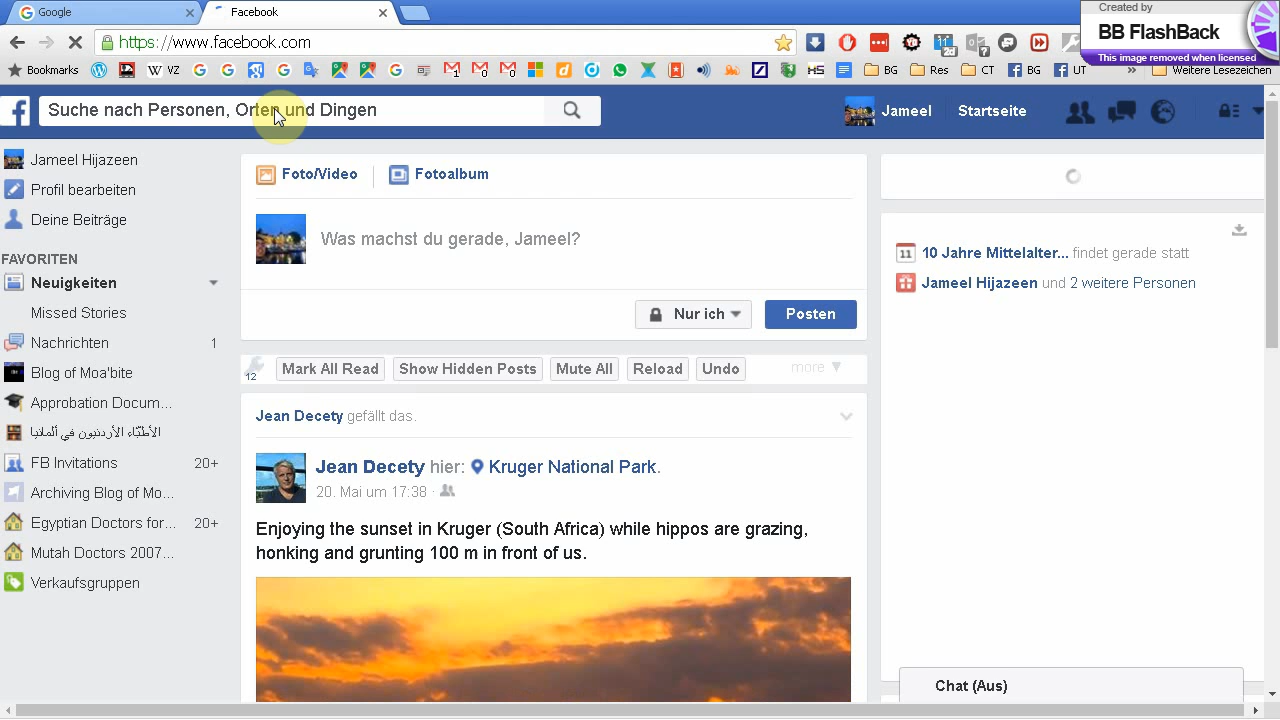 Google
Facebook
Created by
BB FlashBack
This image removed when licensed
https://www.facebook.com
2d
Bookmarks
VZ
BG
Res
CT
BG
UT
Weitere Lesezeichen
Suche nach Personen, Orten und Dingen
Jameel
Startseite
Jameel Hijazeen
Profil bearbeiten
Deine Beiträge
FAVORITEN
Neuigkeiten
Missed Stories
Nachrichten 1
Blog of Moa'bite
Approbation Docum...
الأطبّاء الأردنيون في ألمانيا
FB Invitations 20+
Archiving Blog of Mo...
Egyptian Doctors for... 20+
Mutah Doctors 2007...
Verkaufsgruppen
Foto/Video
Fotoalbum
Was machst du gerade, Jameel?
Nur ich
Posten
12
Mark All Read
Show Hidden Posts
Mute All
Reload
Undo
more ▼
Jean Decety gefällt das.
Jean Decety hier: Kruger National Park.
20. Mai um 17:38 ·
Enjoying the sunset in Kruger (South Africa) while hippos are grazing,
honking and grunting 100 m in front of us.
11
10 Jahre Mittelalter... findet gerade statt
Jameel Hijazeen und 2 weitere Personen
Chat (Aus)